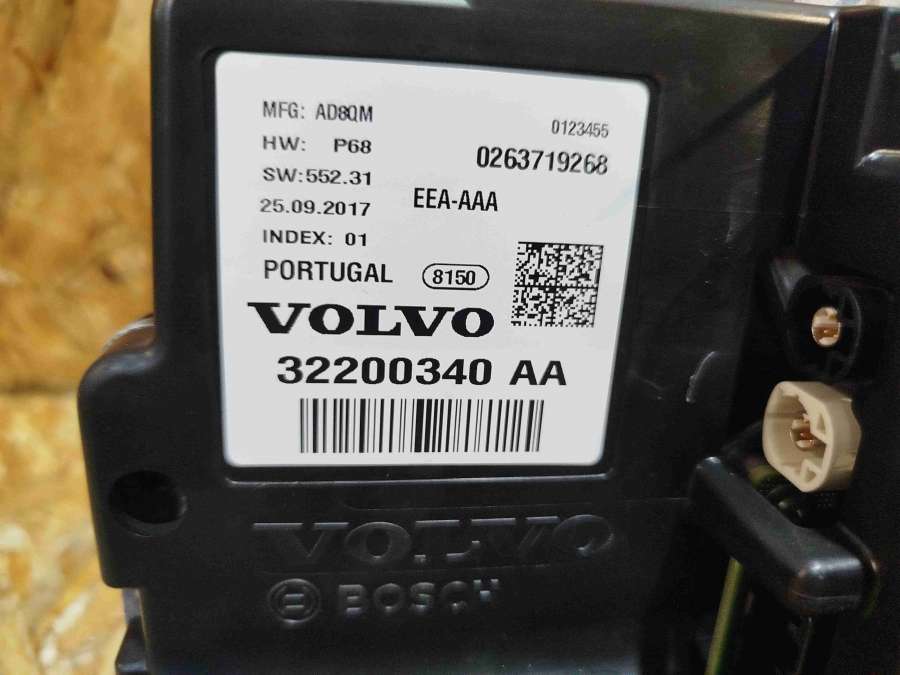 MFG: AD8QM
0123455
HW: P68
0263719268
SW:552.31
25.09.2017
EEA-AAA
INDEX: 01
PORTUGAL 8150
VOLVO
32200340 AA
VOLVO
BOSCH